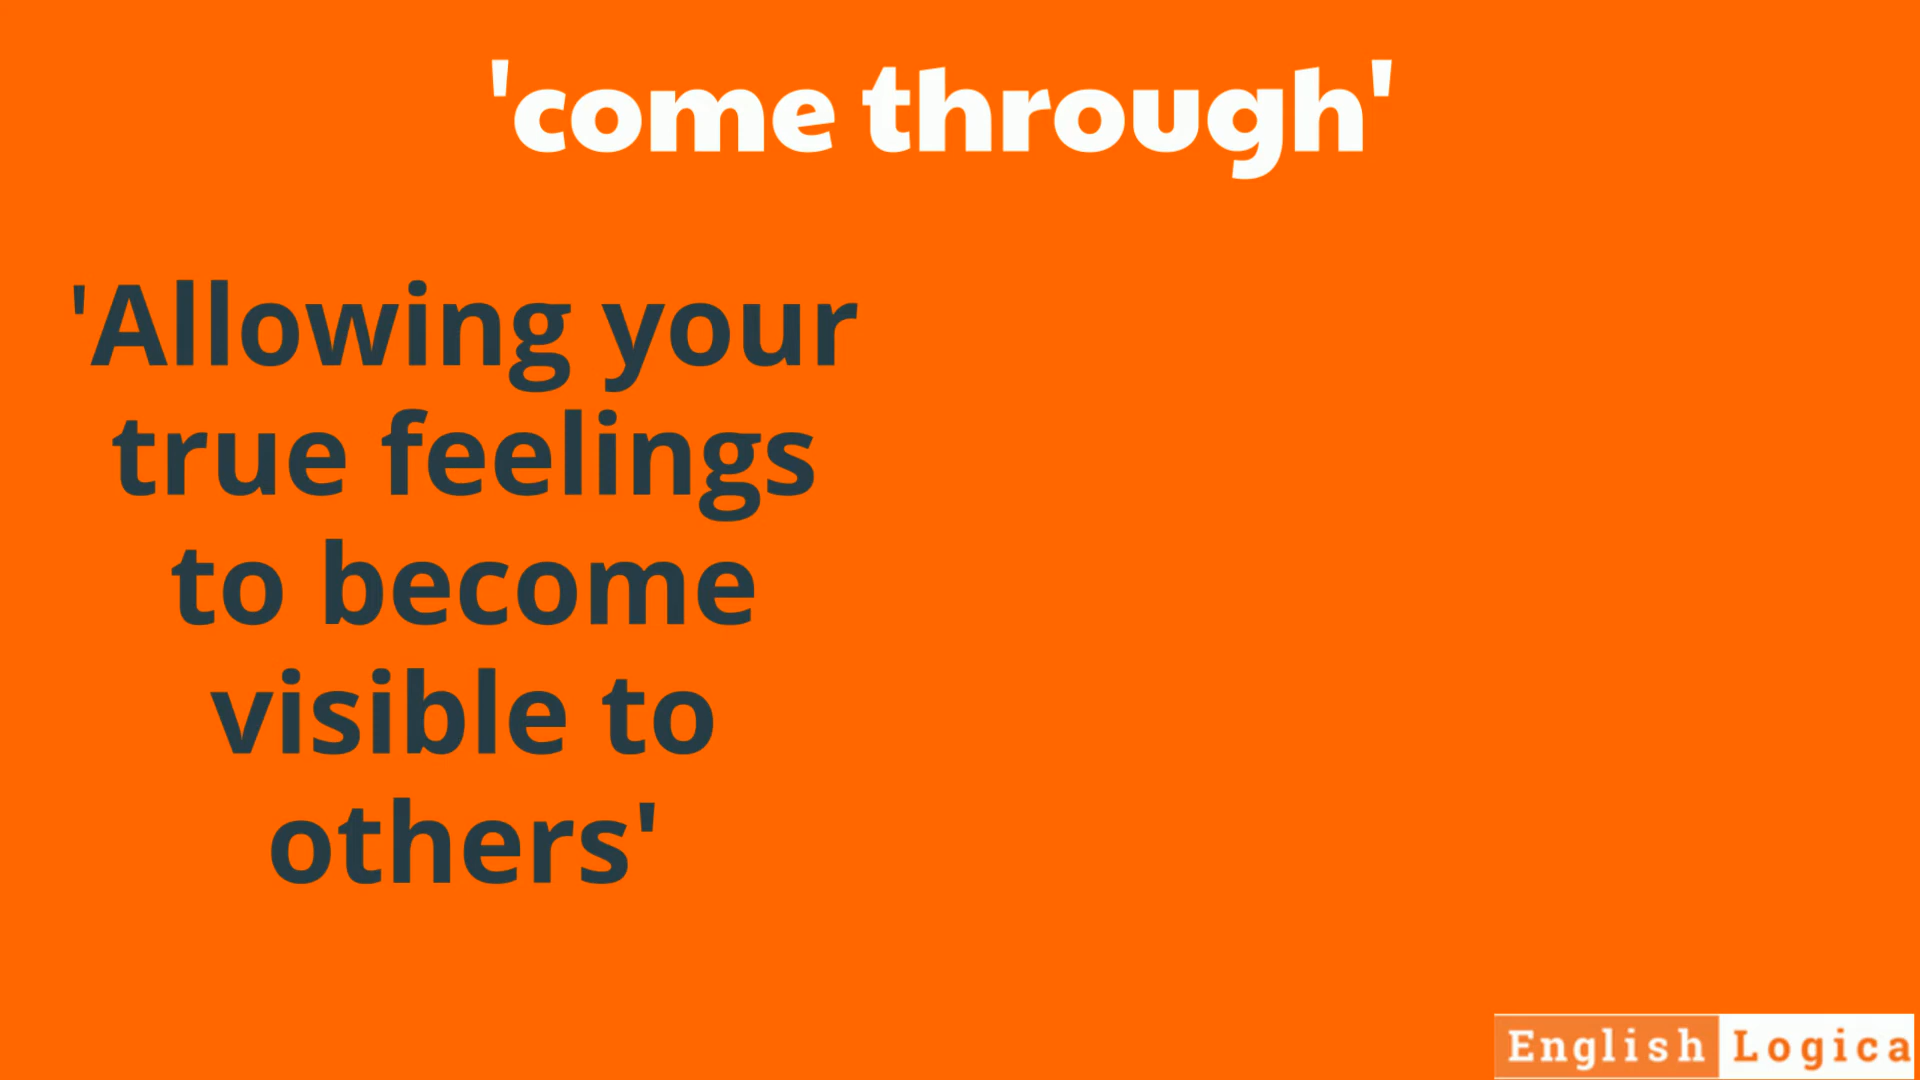 'come through'
'Allowing your
true feelings
to become
visible to
others'
English Logica